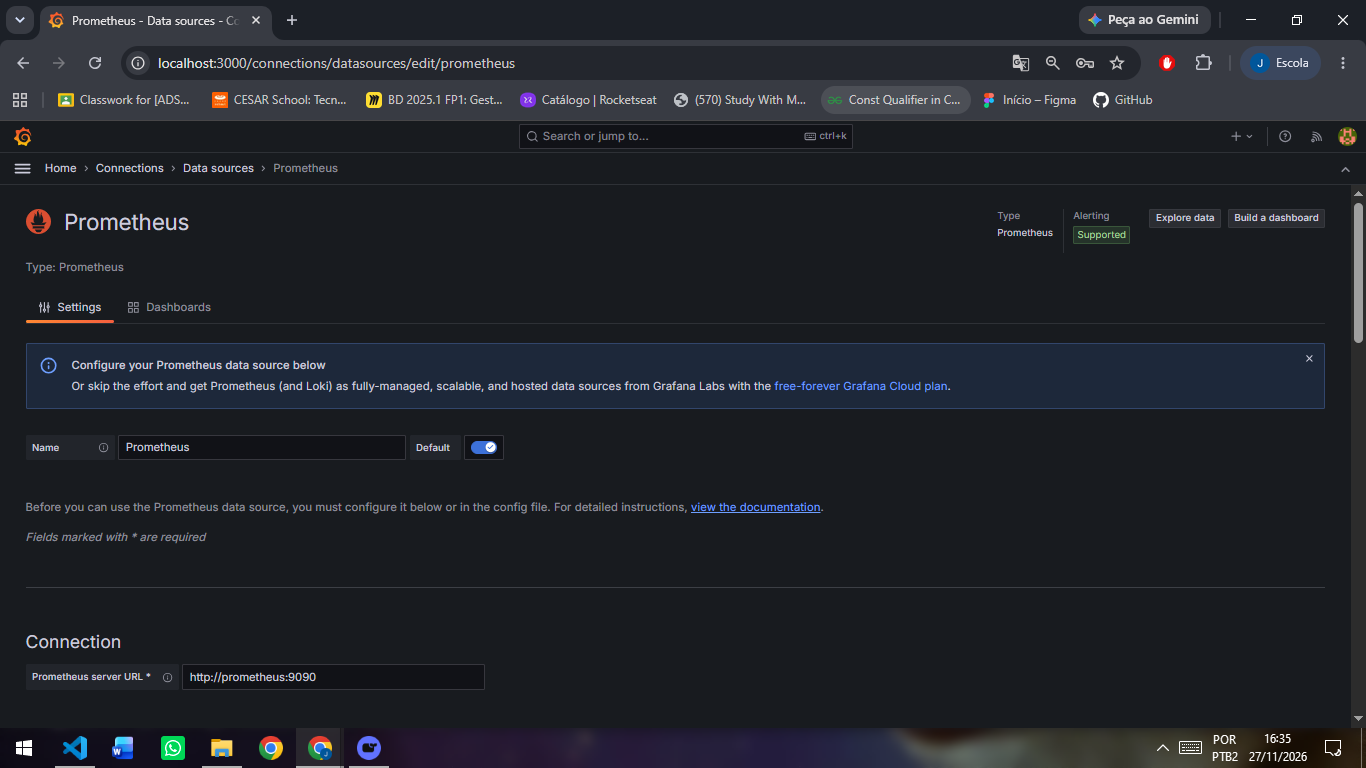 Prometheus - Data sources - Co
Peça ao Gemini
localhost:3000/connections/datasources/edit/prometheus
J Escola
Classwork for [ADS...
CESAR School: Tecn...
BD 2025.1 FP1: Gest...
Catálogo | Rocketseat
(570) Study With M...
Const Qualifier in C...
Início – Figma
GitHub
Search or jump to...
ctrl+k
Home › Connections › Data sources › Prometheus
Prometheus
Type
Prometheus
Alerting
Supported
Explore data
Build a dashboard
Type: Prometheus
Settings
Dashboards
Configure your Prometheus data source below
Or skip the effort and get Prometheus (and Loki) as fully-managed, scalable, and hosted data sources from Grafana Labs with the free-forever Grafana Cloud plan.
Name
Prometheus
Default
Before you can use the Prometheus data source, you must configure it below or in the config file. For detailed instructions, view the documentation.
Fields marked with * are required
Connection
Prometheus server URL *
http://prometheus:9090
POR
PTB2
16:35
27/11/2026